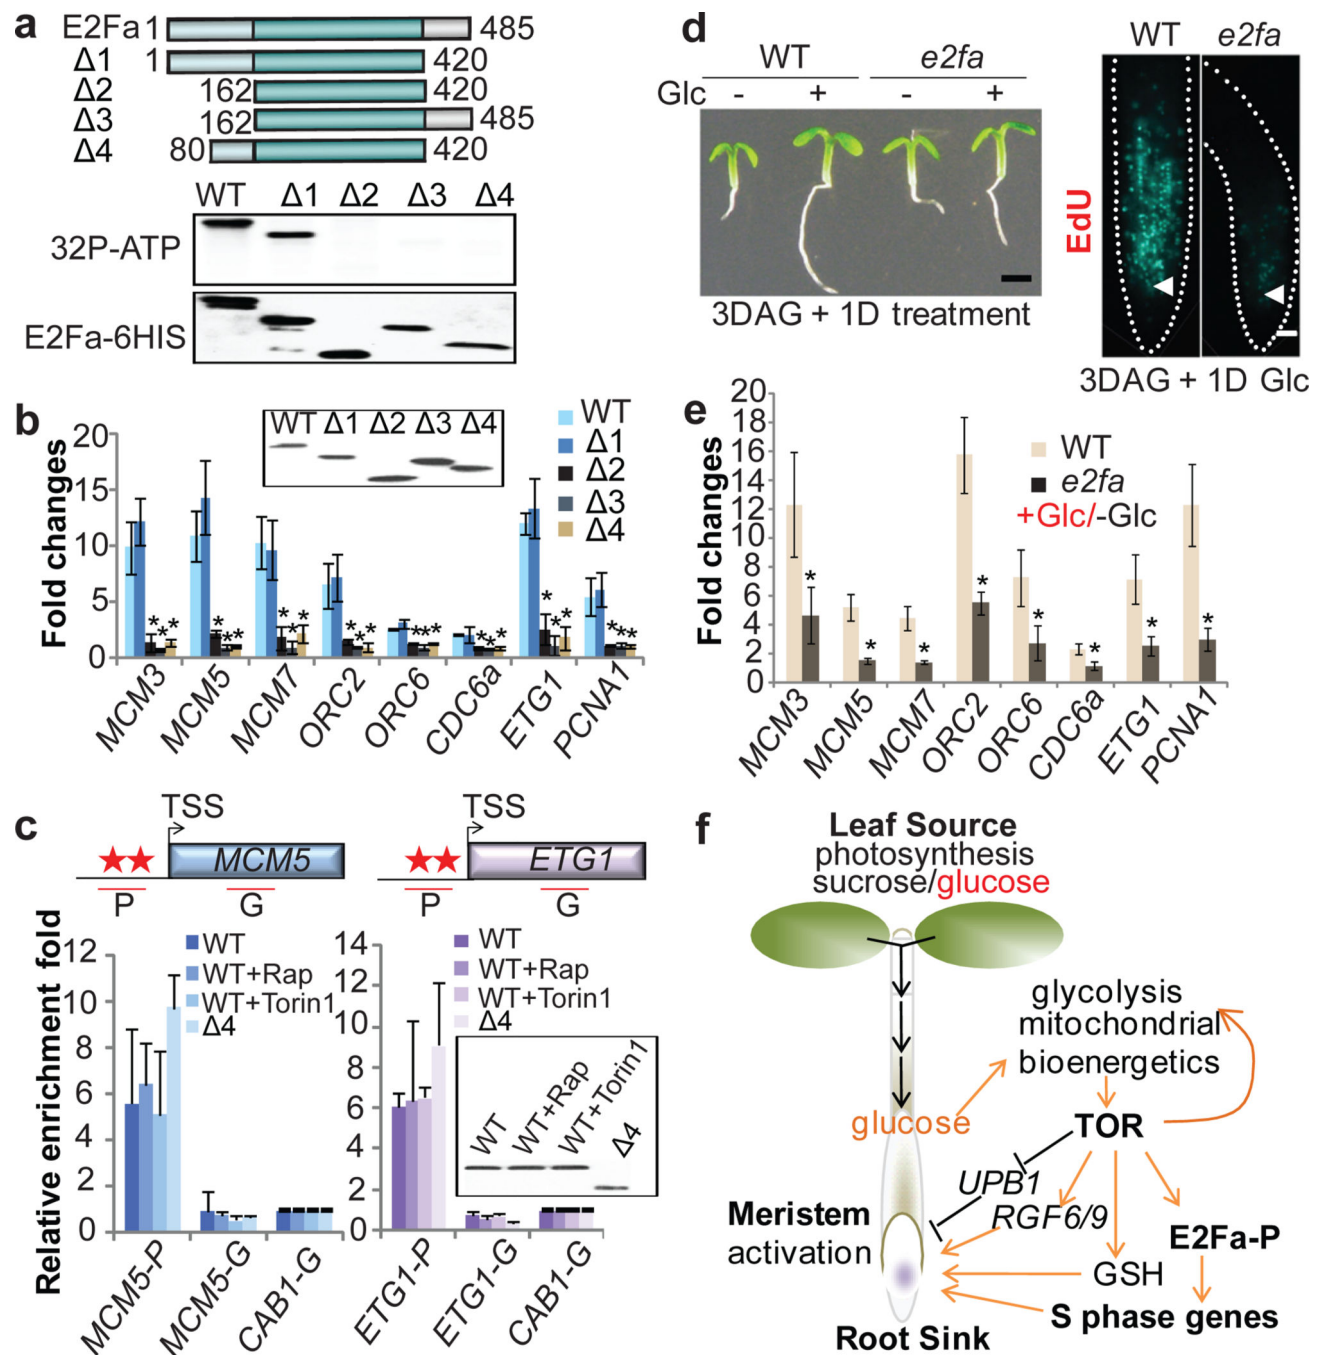 a
E2Fa 1 485
Δ1 1 420
Δ2 162 420
Δ3 162 485
Δ4 80 420
WT Δ1 Δ2 Δ3 Δ4
32P-ATP
E2Fa-6HIS
b
Fold changes
20
15
10
5
0
WT Δ1 Δ2 Δ3 Δ4
WT
Δ1
Δ2
Δ3
Δ4
* * *
* * *
* * *
* * *
* * *
* * *
* * *
* * *
MCM3 MCM5 MCM7 ORC2 ORC6 CDC6a ETG1 PCNA1
c
TSS
MCM5
P G
TSS
ETG1
P G
Relative enrichment fold
12
10
8
6
4
2
0
WT
WT+Rap
WT+Torin1
Δ4
MCM5-P MCM5-G CAB1-G
14
12
10
8
6
4
2
0
WT
WT+Rap
WT+Torin1
Δ4
WT WT+Rap WT+Torin1 Δ4
ETG1-P ETG1-G CAB1-G
d
WT e2fa
Glc - + - +
3DAG + 1D treatment
WT e2fa
EdU
3DAG + 1D Glc
e
Fold changes
20
18
16
14
12
10
8
6
4
2
0
WT
e2fa
+Glc/-Glc
* * * * * * * *
MCM3 MCM5 MCM7 ORC2 ORC6 CDC6a ETG1 PCNA1
f
Leaf Source
photosynthesis
sucrose/glucose
glycolysis
mitochondrial
bioenergetics
glucose
TOR
UPB1
RGF6/9
Meristem
activation
E2Fa-P
GSH
S phase genes
Root Sink